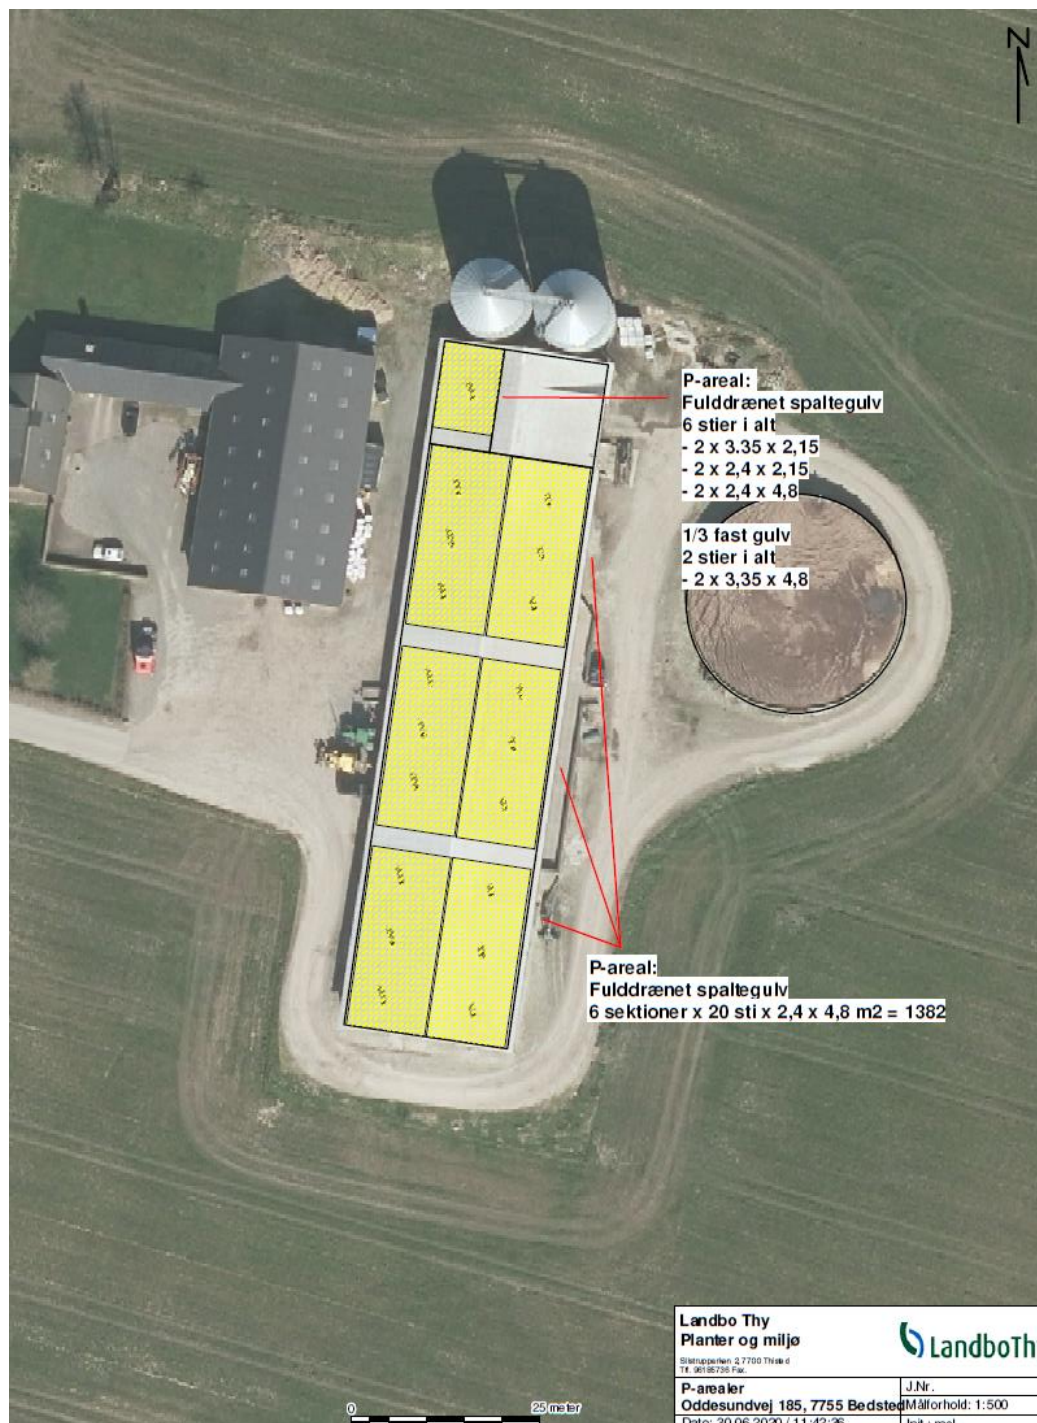 N
P-areal:
Fulddrænet spaltegulv
6 stier i alt
- 2 x 3.35 x 2,15
- 2 x 2,4 x 2,15
- 2 x 2,4 x 4,8
1/3 fast gulv
2 stier i alt
- 2 x 3,35 x 4,8
P-areal:
Fulddrænet spaltegulv
6 sektioner x 20 sti x 2,4 x 4,8 m2 = 1382
Landbo Thy
Planter og miljø
LandboTh
P-arealer
J.Nr.
Oddesundvej 185, 7755 Bedsted
Målforhold: 1:500
0
25 meter